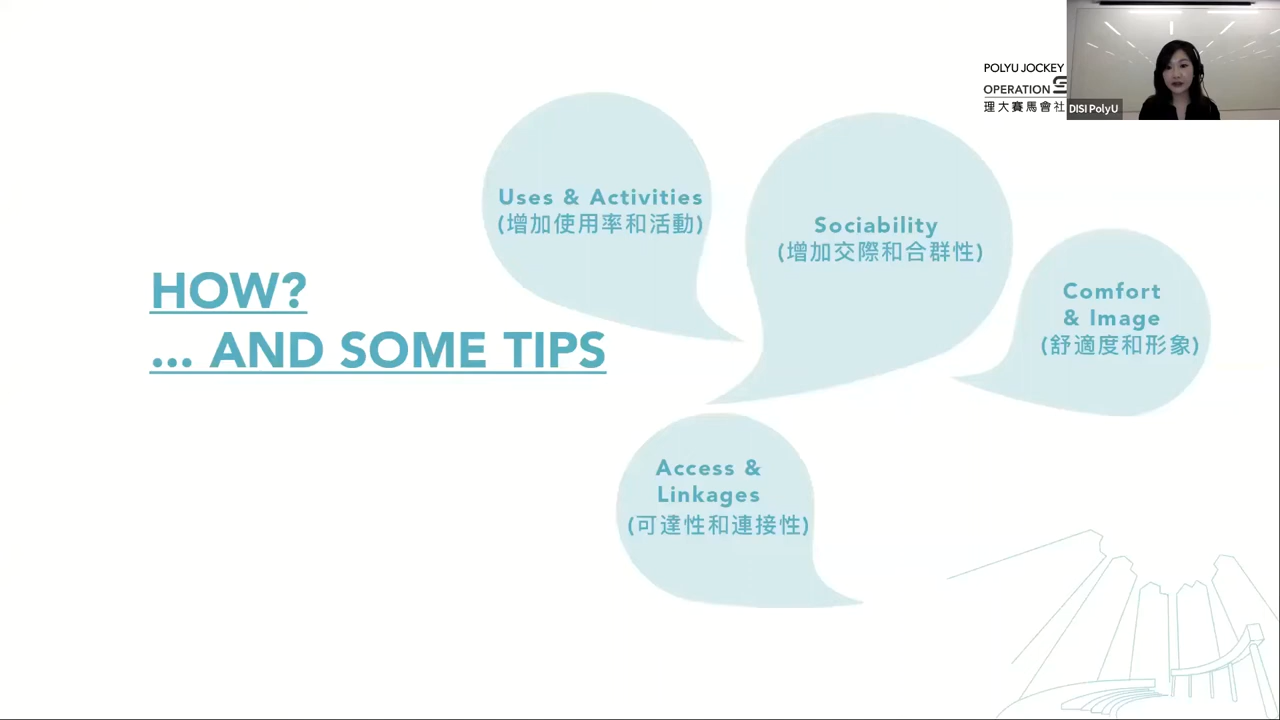 POLYU JOCKEY
OPERATION S
理大賽馬會社
DISI PolyU
HOW?
... AND SOME TIPS
Uses & Activities
(增加使用率和活動)
Sociability
(增加交際和合群性)
Comfort
& Image
(舒適度和形象)
Access &
Linkages
(可達性和連接性)